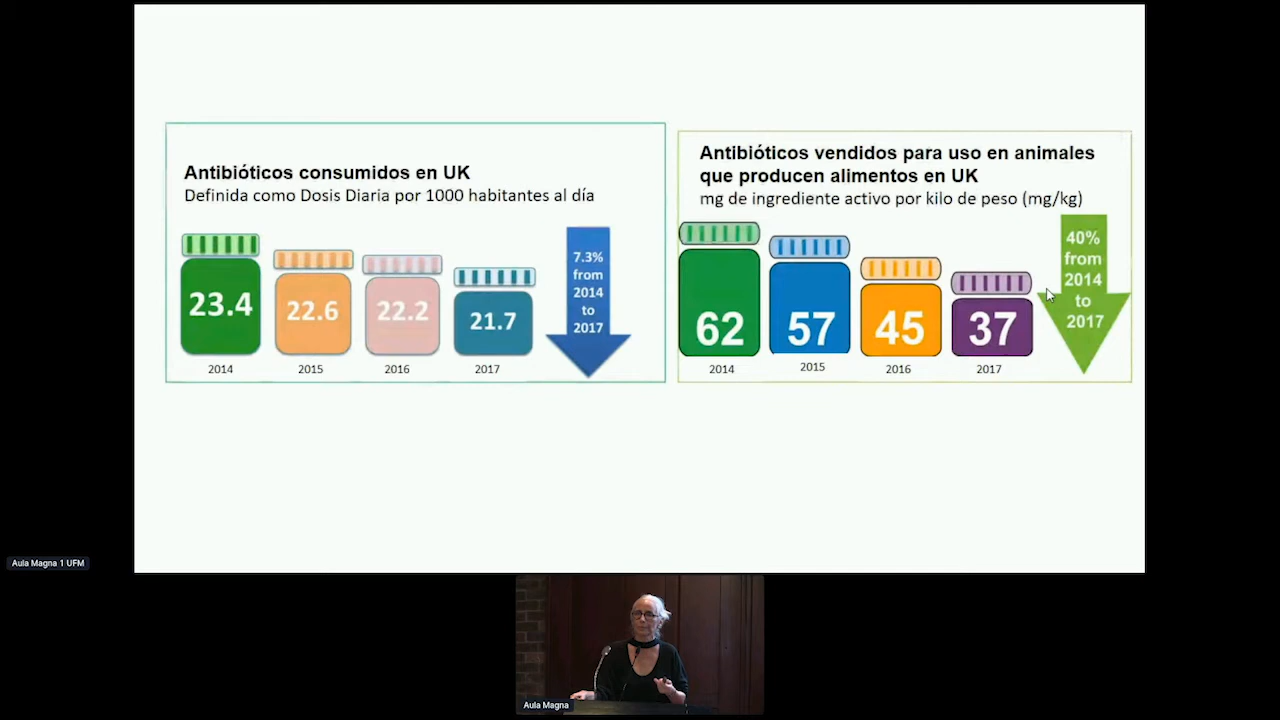 Antibióticos consumidos en UK
Definida como Dosis Diaria por 1000 habitantes al día
23.4
22.6
22.2
21.7
7.3%
from
2014
to
2017
2014
2015
2016
2017
Antibióticos vendidos para uso en animales
que producen alimentos en UK
mg de ingrediente activo por kilo de peso (mg/kg)
62
57
45
37
40%
from
2014
to
2017
2014
2015
2016
2017
Aula Magna 1 UFM
Aula Magna